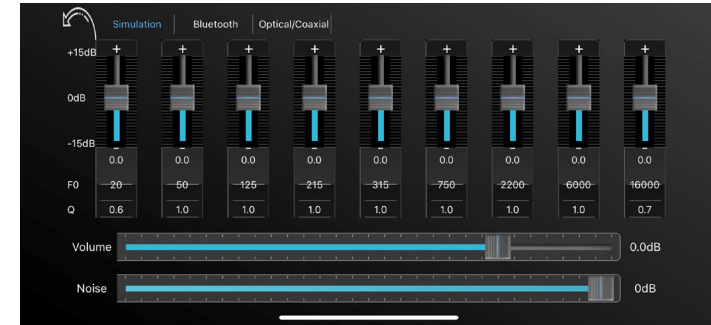 Simulation Bluetooth Optical/Coaxial
+15dB + + + + + + + + +
0dB
-15dB - - - - - - - - -
0.0 0.0 0.0 0.0 0.0 0.0 0.0 0.0 0.0
F0 20 50 125 215 315 750 2200 6000 16000
Q 0.6 1.0 1.0 1.0 1.0 1.0 1.0 1.0 0.7
Volume 0.0dB
Noise 0dB